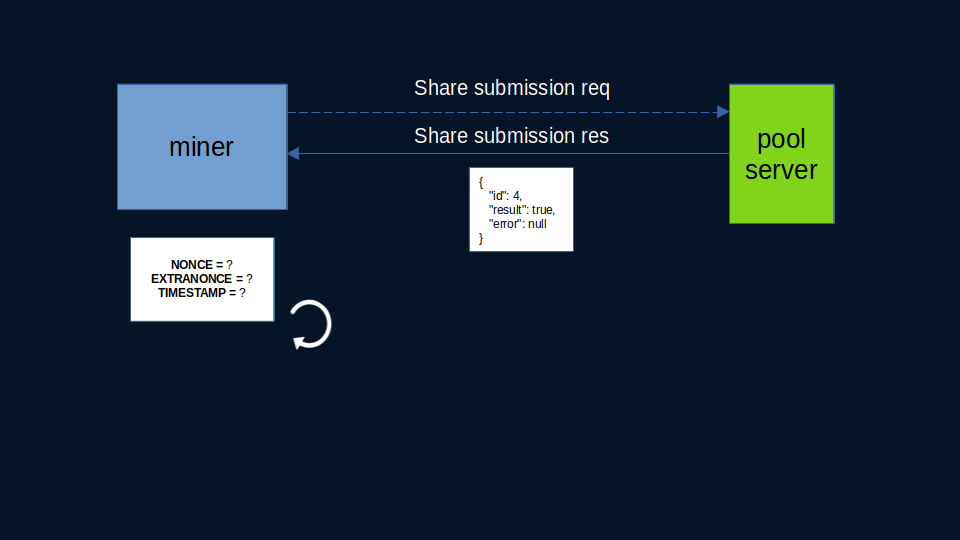 Share submission req
Share submission res
miner
pool
server
{
"id": 4,
"result": true,
"error": null
}
NONCE = ?
EXTRANONCE = ?
TIMESTAMP = ?